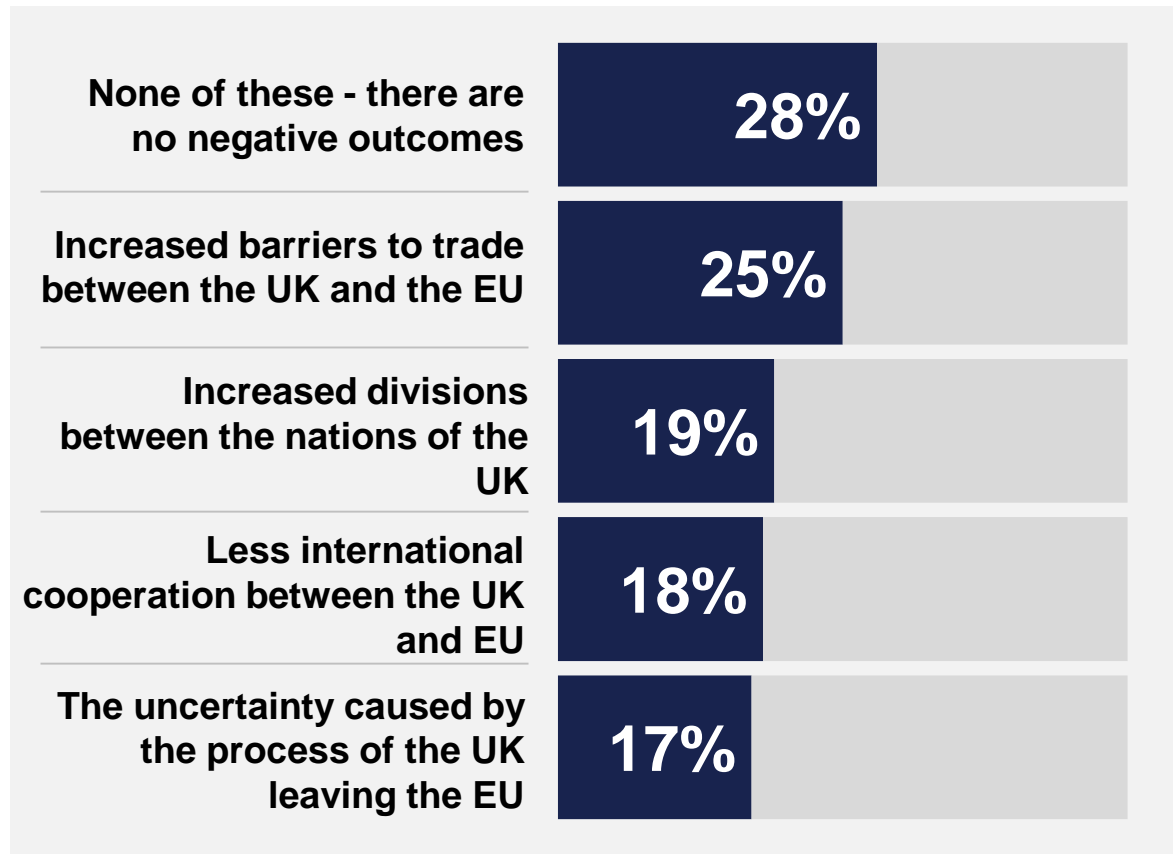 None of these - there are
no negative outcomes
28%
Increased barriers to trade
between the UK and the EU
25%
Increased divisions
between the nations of the
UK
19%
Less international
cooperation between the UK
and EU
18%
The uncertainty caused by
the process of the UK
leaving the EU
17%